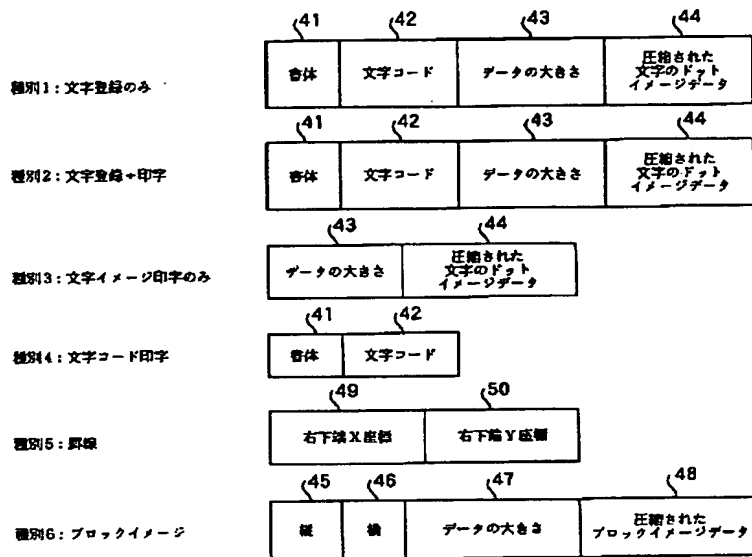 41 42 43 44
種別1：文字登録のみ 書体 文字コード データの大きさ 圧縮された
文字のドット
イメージデータ
41 42 43 44
種別2：文字登録+印字 書体 文字コード データの大きさ 圧縮された
文字のドット
イメージデータ
43 44
種別3：文字イメージ印字のみ データの大きさ 圧縮された
文字のドット
イメージデータ
41 42
種別4：文字コード印字 書体 文字コード
49 50
種別5：罫線 右下端X座標 右下端Y座標
45 46 47 48
種別6：ブロックイメージ 縦 横 データの大きさ 圧縮された
ブロックイメージデータ